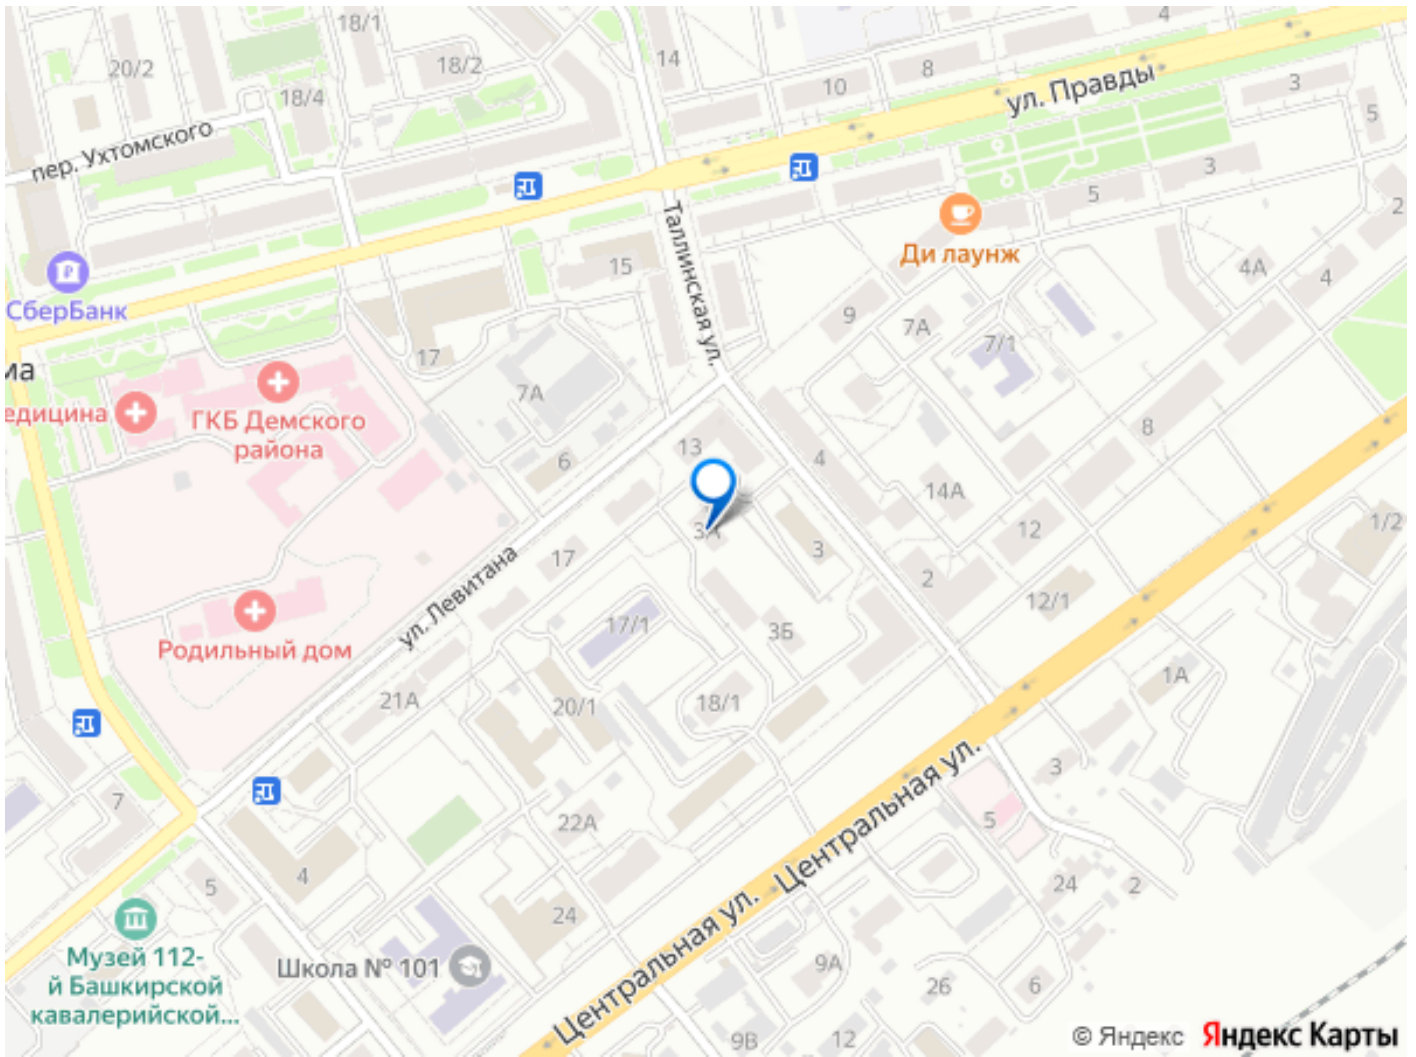 18/1
4
20/2
18/2
14
8
10
18/4
ул. Правды
3
5
пер. Ухтомского
3
5
2
Таллинская ул.
Ди лаунж
15
4А
4
СберБанк
9
7А
7/1
17
ма
7А
едицина
ГКБ Демского
района
8
13
4
6
14А
3А
12
1/2
17
3
ул. Левитана
2
12/1
17/1
3Б
Родильный дом
1А
21А
20/1
18/1
3
Центральная ул.
7
5
22А
4
5
24
2
Центральная ул.
24
Музей 112-
й Башкирской
кавалерийской...
Школа № 101
9А
26
6
9В
12
© Яндекс Яндекс Карты